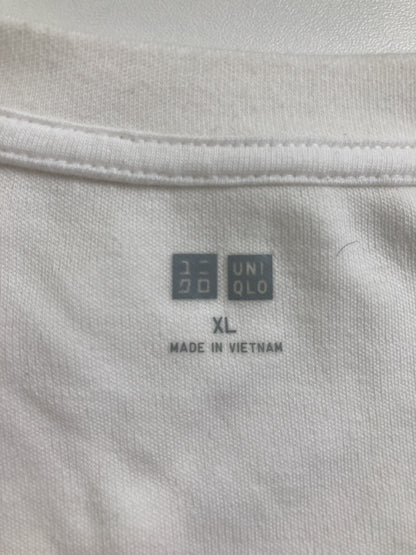 ユニ UNI
クロ QLO
XL
MADE IN VIETNAM